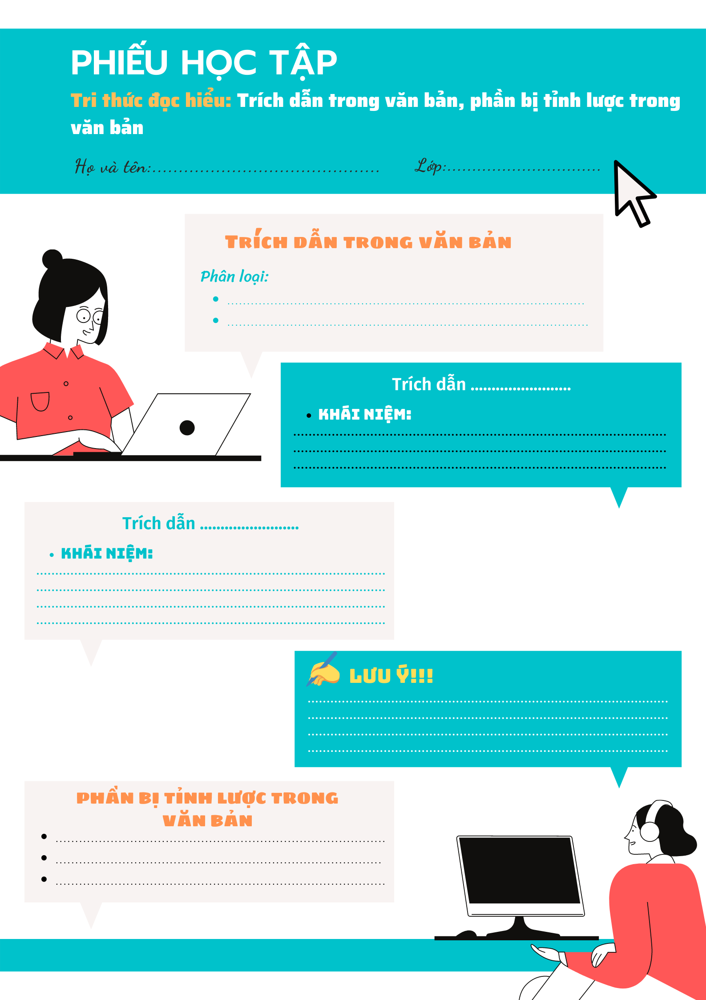 PHIẾU HỌC TẬP
Tri thức đọc hiểu: Trích dẫn trong văn bản, phần bị tỉnh lược trong
văn bản
Họ và tên:....................................
Lớp:..............................
TRÍCH DẪN TRONG VĂN BẢN
Phân loại:
• ............................................................
• ............................................................
Trích dẫn ........................
• KHÁI NIỆM:
............................................................
............................................................
............................................................
Trích dẫn ........................
• KHÁI NIỆM:
............................................................
............................................................
............................................................
............................................................
✍ LƯU Ý!!!
............................................................
............................................................
............................................................
............................................................
PHẦN BỊ TỈNH LƯỢC TRONG
VĂN BẢN
• ............................................................
• ............................................................
• ............................................................